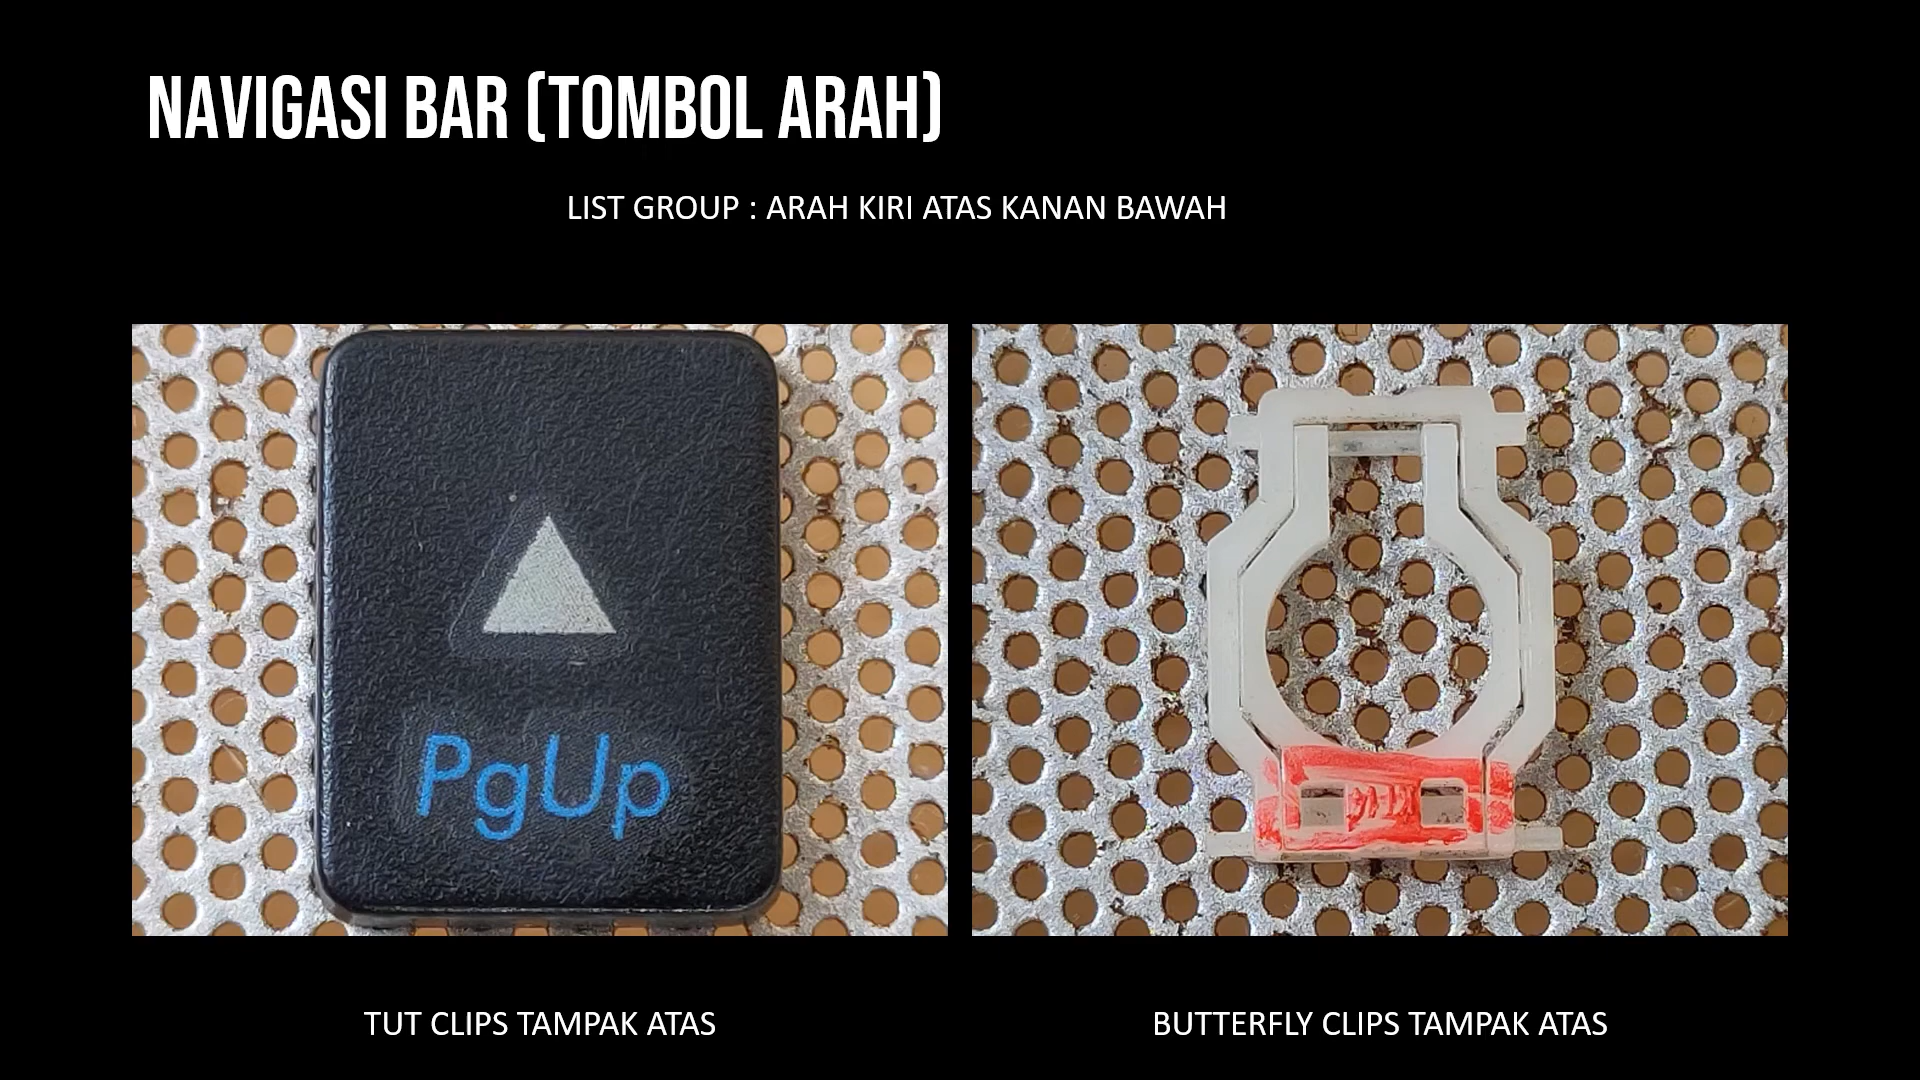 NAVIGASI BAR (TOMBOL ARAH)
LIST GROUP : ARAH KIRI ATAS KANAN BAWAH
PgUp
TUT CLIPS TAMPAK ATAS
BUTTERFLY CLIPS TAMPAK ATAS